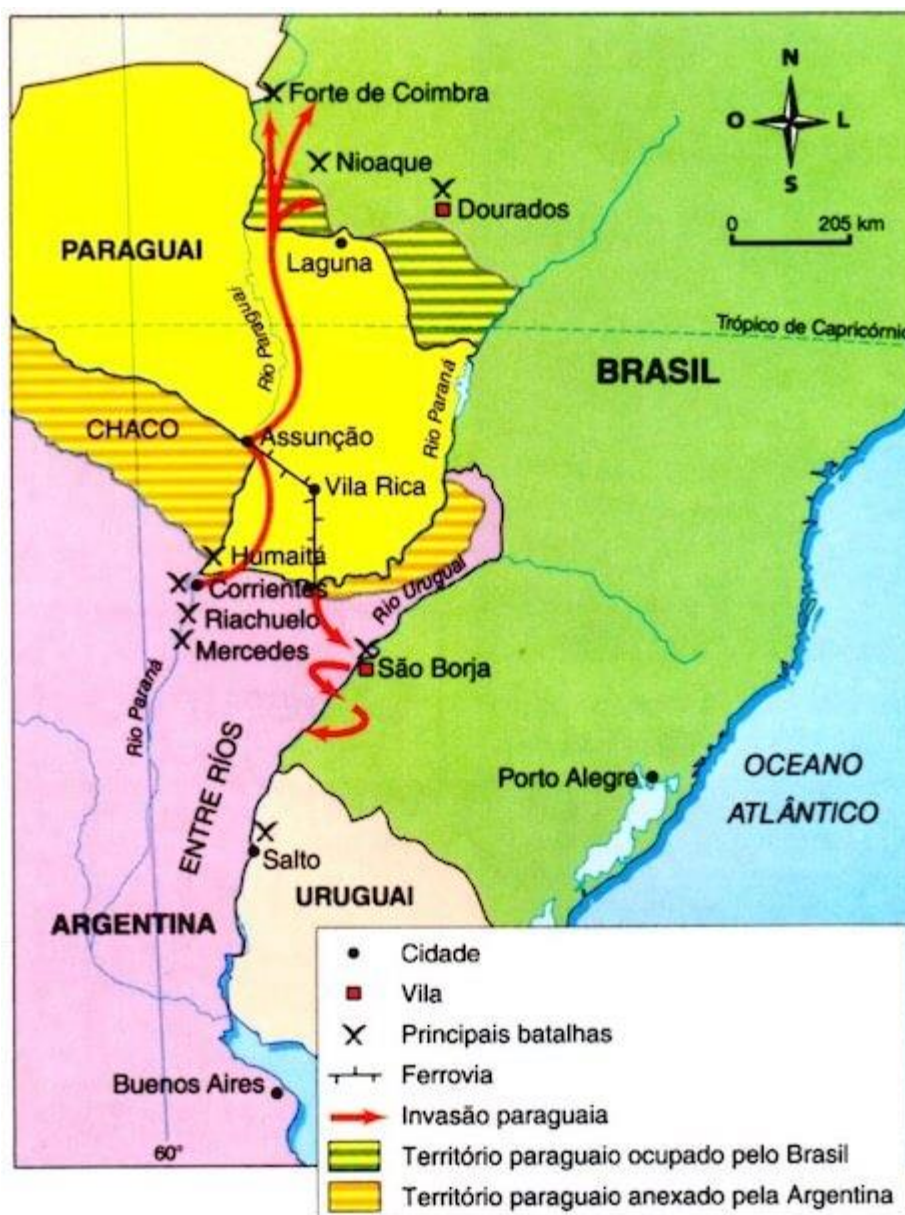 Forte de Coimbra
Nioaque
Dourados
N
O
L
S
0 205 km
PARAGUAI
Laguna
Rio Paraguai
Trópico de Capricórnio
BRASIL
Rio Paraná
CHACO
Assunção
Vila Rica
Humaitá
Corrientes
Rio Uruguai
Riachuelo
Mercedes
São Borja
Rio Paraná
ENTRE RÍOS
Porto Alegre
OCEANO
ATLÂNTICO
Salto
URUGUAI
ARGENTINA
Buenos Aires
60°
Cidade
Vila
Principais batalhas
Ferrovia
Invasão paraguaia
Território paraguaio ocupado pelo Brasil
Território paraguaio anexado pela Argentina